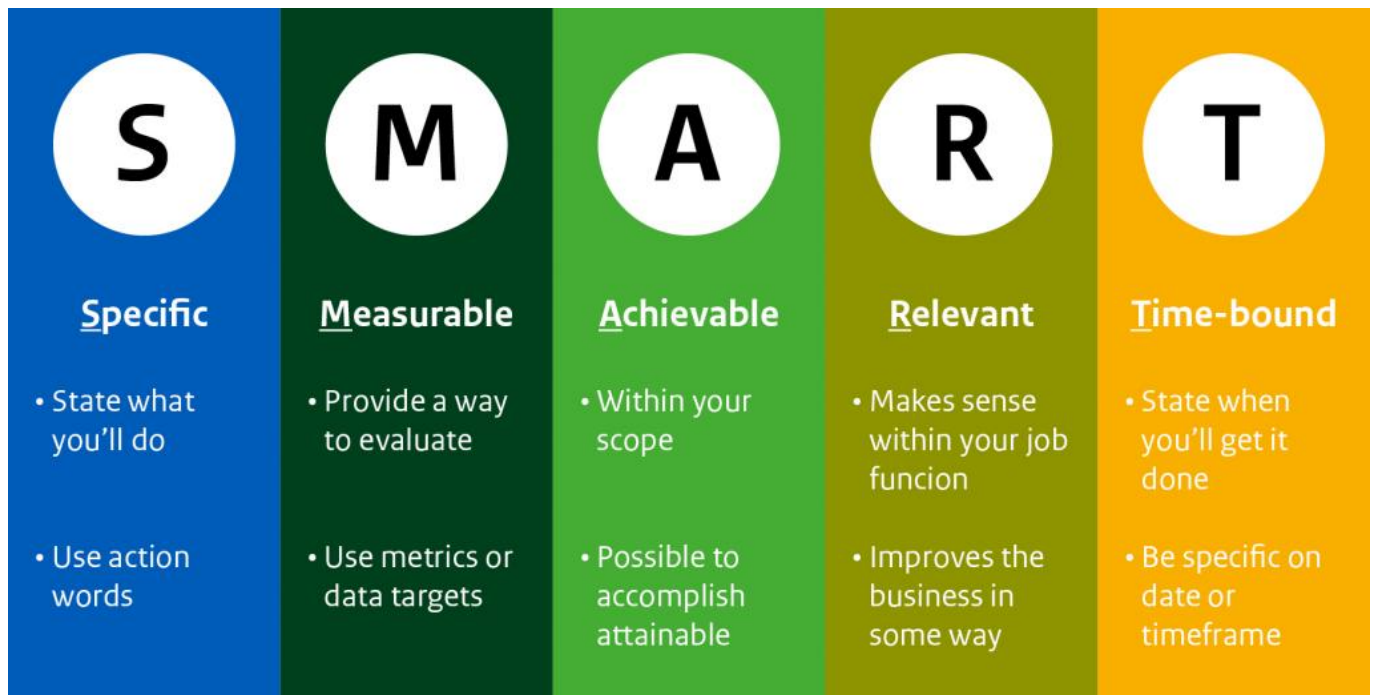 S
M
A
R
T
Specific
Measurable
Achievable
Relevant
Time-bound
• State what
you'll do
• Use action
words
• Provide a way
to evaluate
• Use metrics or
data targets
• Within your
scope
• Possible to
accomplish
attainable
• Makes sense
within your job
funcion
• Improves the
business in
some way
• State when
you'll get it
done
• Be specific on
date or
timeframe